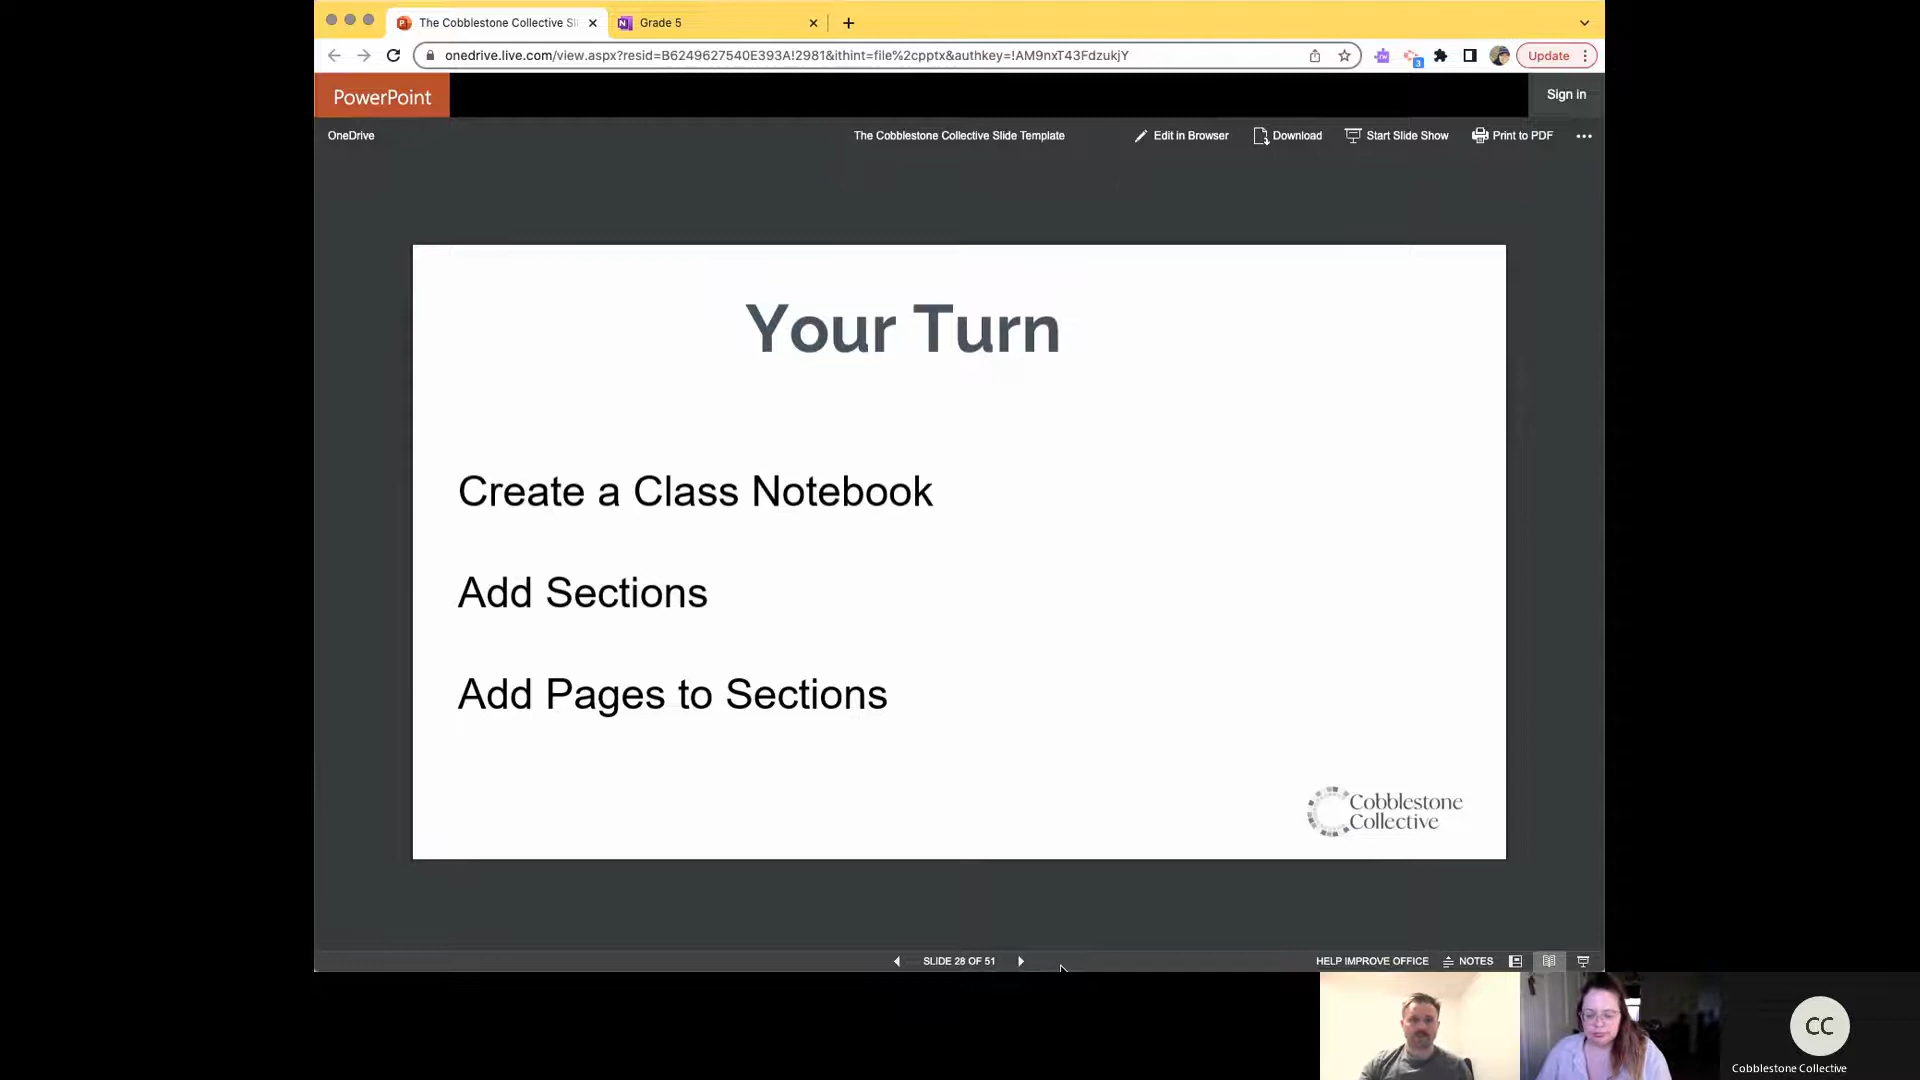 The Cobblestone Collective Sl
Grade 5
onedrive.live.com/view.aspx?resid=B6249627540E393A!2981&ithint=file%2cpptx&authkey=!AM9nxT43FdzukjY
3
Update
PowerPoint
Sign in
OneDrive
The Cobblestone Collective Slide Template
Edit in Browser
Download
Start Slide Show
Print to PDF
Your Turn
Create a Class Notebook
Add Sections
Add Pages to Sections
Cobblestone
Collective
SLIDE 28 OF 51
HELP IMPROVE OFFICE
NOTES
CC
Cobblestone Collective